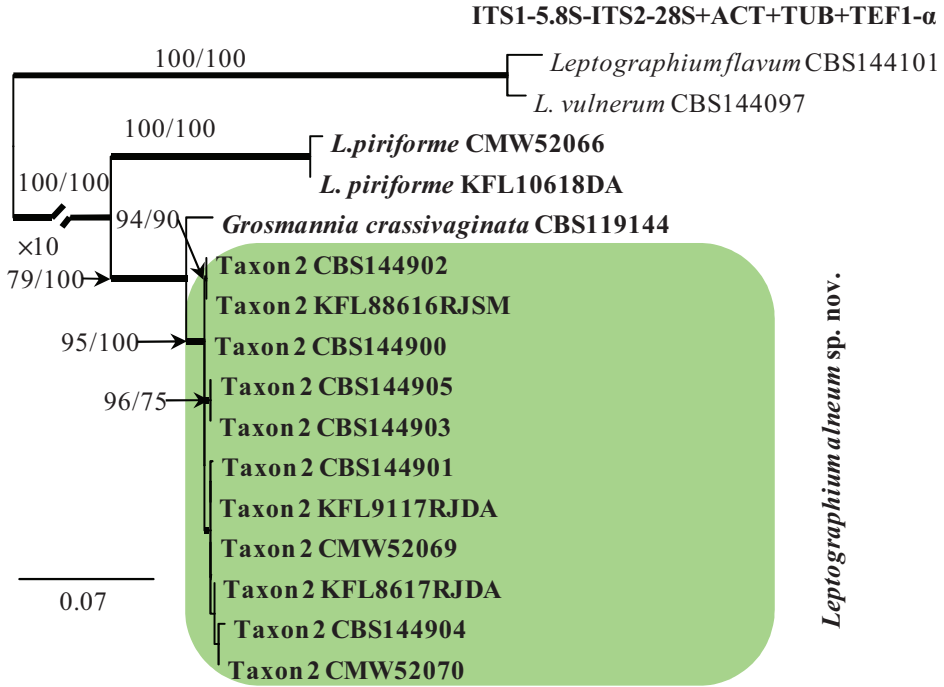 ITS1-5.8S-ITS2-28S+ACT+TUB+TEF1-α
100/100
Leptographium flavum CBS144101
L. vulnerum CBS144097
100/100
L.piriforme CMW52066
100/100
L. piriforme KFL10618DA
94/90
Grosmannia crassivaginata CBS119144
×10
79/100
Taxon 2 CBS144902
Taxon 2 KFL88616RJSM
95/100
Taxon 2 CBS144900
Taxon 2 CBS144905
96/75
Taxon 2 CBS144903
Taxon 2 CBS144901
Taxon 2 KFL9117RJDA
Taxon 2 CMW52069
Taxon 2 KFL8617RJDA
0.07
Taxon 2 CBS144904
Taxon 2 CMW52070
Leptographium alneum sp. nov.